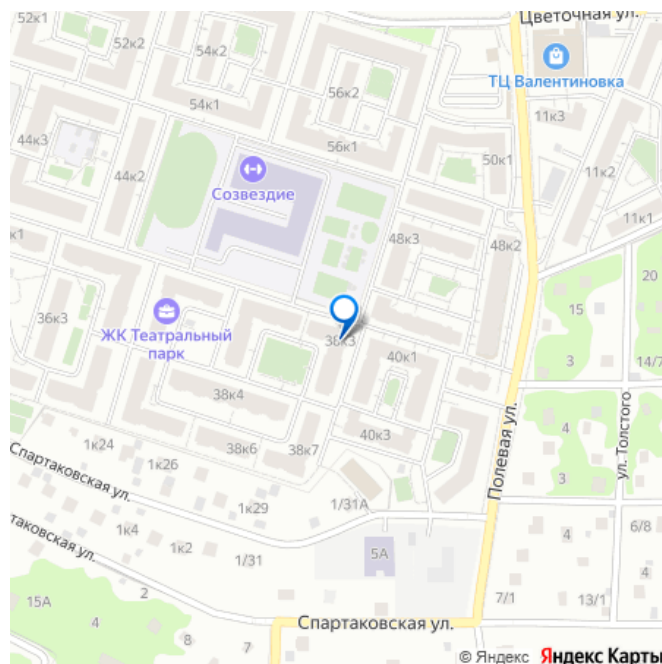 52к1
52к2
54к2
54к1
56к2
56к1
Цветочная ул.
ТЦ Валентиновка
11к3
11к2
11к1
50к1
44к3
44к2
Созвездие
48к3
48к2
к1
36к3
ЖК Театральный
парк
38к3
40к1
38к4
38к6
38к7
40к3
20
15
3
14/7
4
3
ул. Толстого
Полевая ул.
Спартаковская ул.
1к24
1к26
1к29
1/31А
1к4
1к2
1/31
5А
таковская ул.
6/8
4
4
7/1
13/1
15А
4
2
8
7
Спартаковская ул.
© Яндекс Яндекс Карты